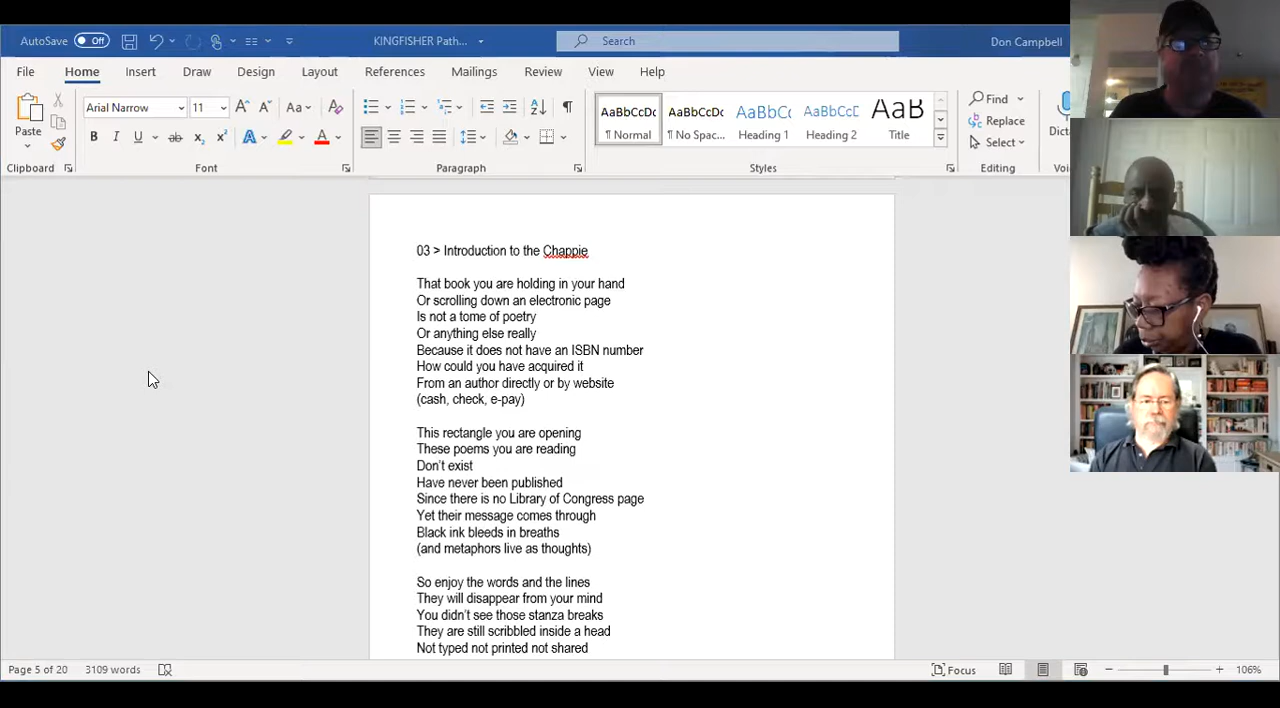 AutoSave Off KINGFISHER Path... Search Don Campbell
File Home Insert Draw Design Layout References Mailings Review View Help
Paste Arial Narrow 11 A A Aa A
B I U ab x₂ x² A A
AaBbCcDc AaBbCcDc AaBbCc AaBbCcD AaB
¶ Normal ¶ No Spac... Heading 1 Heading 2 Title
Find
Replace
Select
Dicta
Clipboard Font Paragraph Styles Editing Voi
03 > Introduction to the Chappie
That book you are holding in your hand
Or scrolling down an electronic page
Is not a tome of poetry
Or anything else really
Because it does not have an ISBN number
How could you have acquired it
From an author directly or by website
(cash, check, e-pay)
This rectangle you are opening
These poems you are reading
Don't exist
Have never been published
Since there is no Library of Congress page
Yet their message comes through
Black ink bleeds in breaths
(and metaphors live as thoughts)
So enjoy the words and the lines
They will disappear from your mind
You didn't see those stanza breaks
They are still scribbled inside a head
Not typed not printed not shared
Page 5 of 20 3109 words Focus 106%